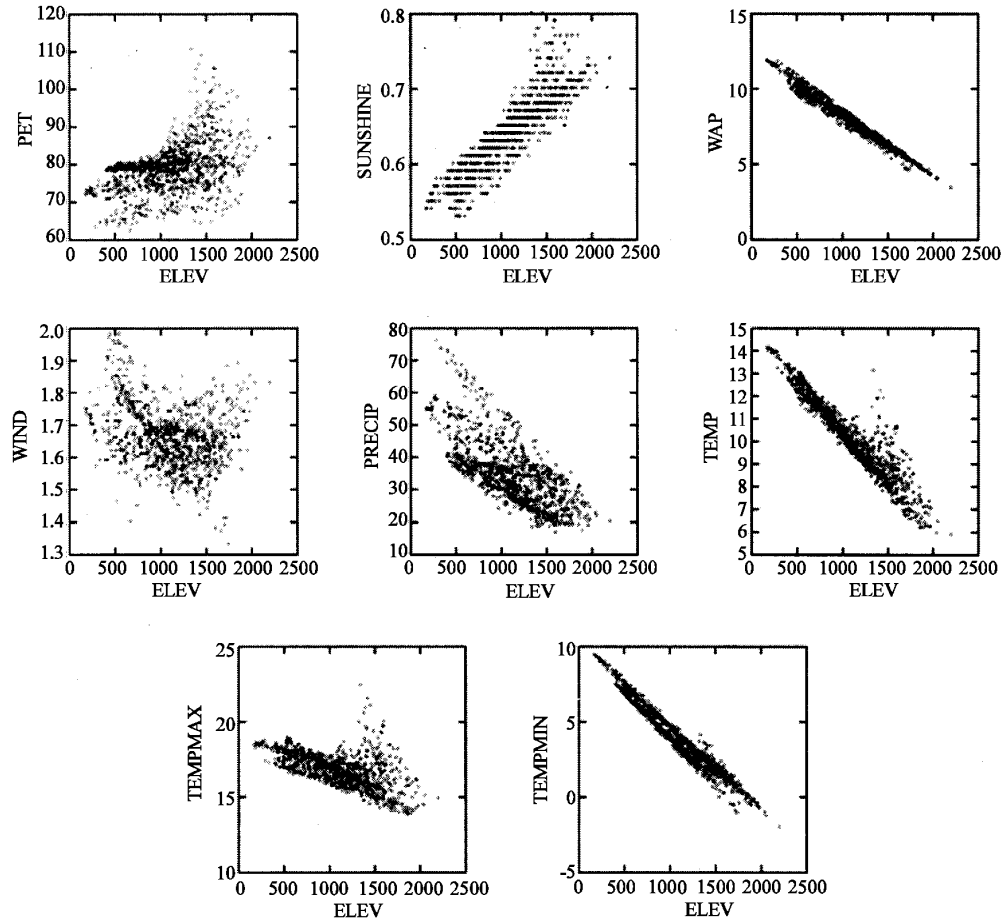 PET
120
110
100
90
80
70
60
0 500 1000 1500 2000 2500
ELEV
SUNSHINE
0.8
0.7
0.6
0.5
0 500 1000 1500 2000 2500
ELEV
WAP
15
10
5
0
0 500 1000 1500 2000 2500
ELEV
WIND
2.0
1.9
1.8
1.7
1.6
1.5
1.4
1.3
0 500 1000 1500 2000 2500
ELEV
PRECIP
80
70
60
50
40
30
20
10
0 500 1000 1500 2000 2500
ELEV
TEMP
15
14
13
12
11
10
9
8
7
6
5
0 500 1000 1500 2000 2500
ELEV
TEMPMAX
25
20
15
10
0 500 1000 1500 2000 2500
ELEV
TEMPMIN
10
5
0
-5
0 500 1000 1500 2000 2500
ELEV